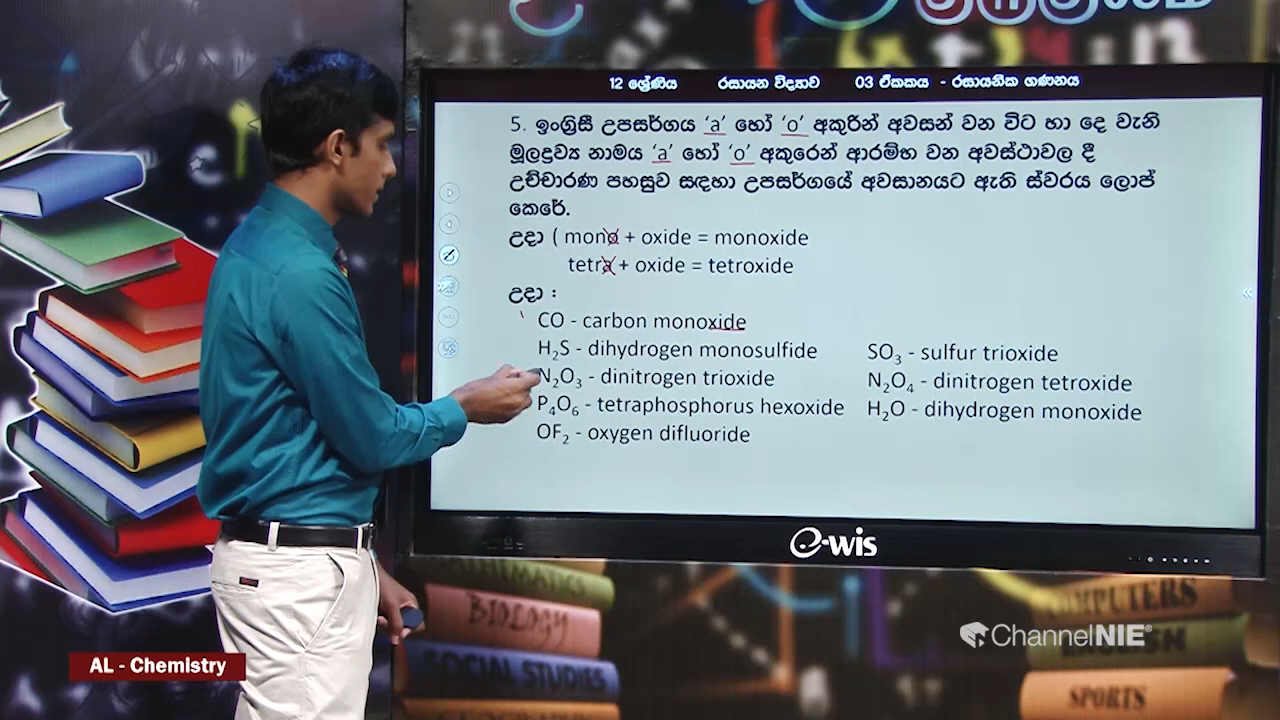 12 ශ්‍රේණිය රසායන විද්‍යාව 03 ඒකකය - රසායනික ගණනය
5. ඉංග්‍රිසී උපසර්ගය ‘a’ හෝ ‘o’ අකුරින් අවසන් වන විට හා දෙ වැනි
මූලද්‍රව්‍ය නාමය ‘a’ හෝ ‘o’ අකුරෙන් ආරම්භ වන අවස්ථාවල දී
උච්චාරණ පහසුව සඳහා උපසර්ගයේ අවසානයට ඇති ස්වරය ලොප්
කෙරේ.
උදා ( mono + oxide = monoxide
tetra + oxide = tetroxide
උදා :
CO - carbon monoxide
H₂S - dihydrogen monosulfide SO₃ - sulfur trioxide
N₂O₃ - dinitrogen trioxide N₂O₄ - dinitrogen tetroxide
P₄O₆ - tetraphosphorus hexoxide H₂O - dihydrogen monoxide
OF₂ - oxygen difluoride
e-wis
MATHEMATICS
BIOLOGY
SOCIAL STUDIES
COMPUTERS
ENGLISH
SPORTS
ChannelNIE®
AL - Chemistry